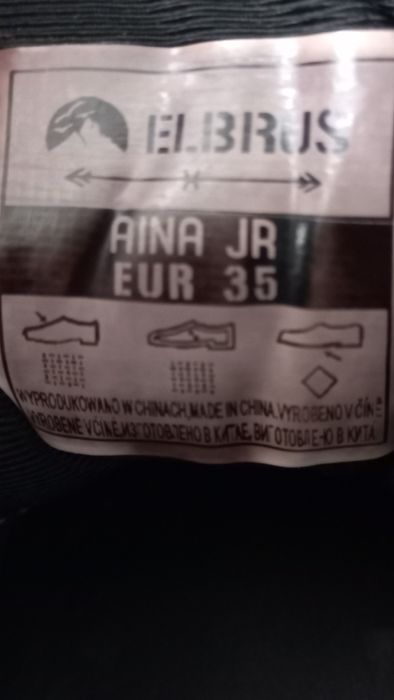 ELBRUS
AINA JR
EUR 35
WYPRODUKOWANO W CHINACH,MADE IN CHINA,VYROBENO V ČÍNĚ
VYROBENÉ V ČÍNE,ИЗГОТОВЛЕНО В КИТАЕ, ВИГОТОВЛЕНО В КИТАЇ